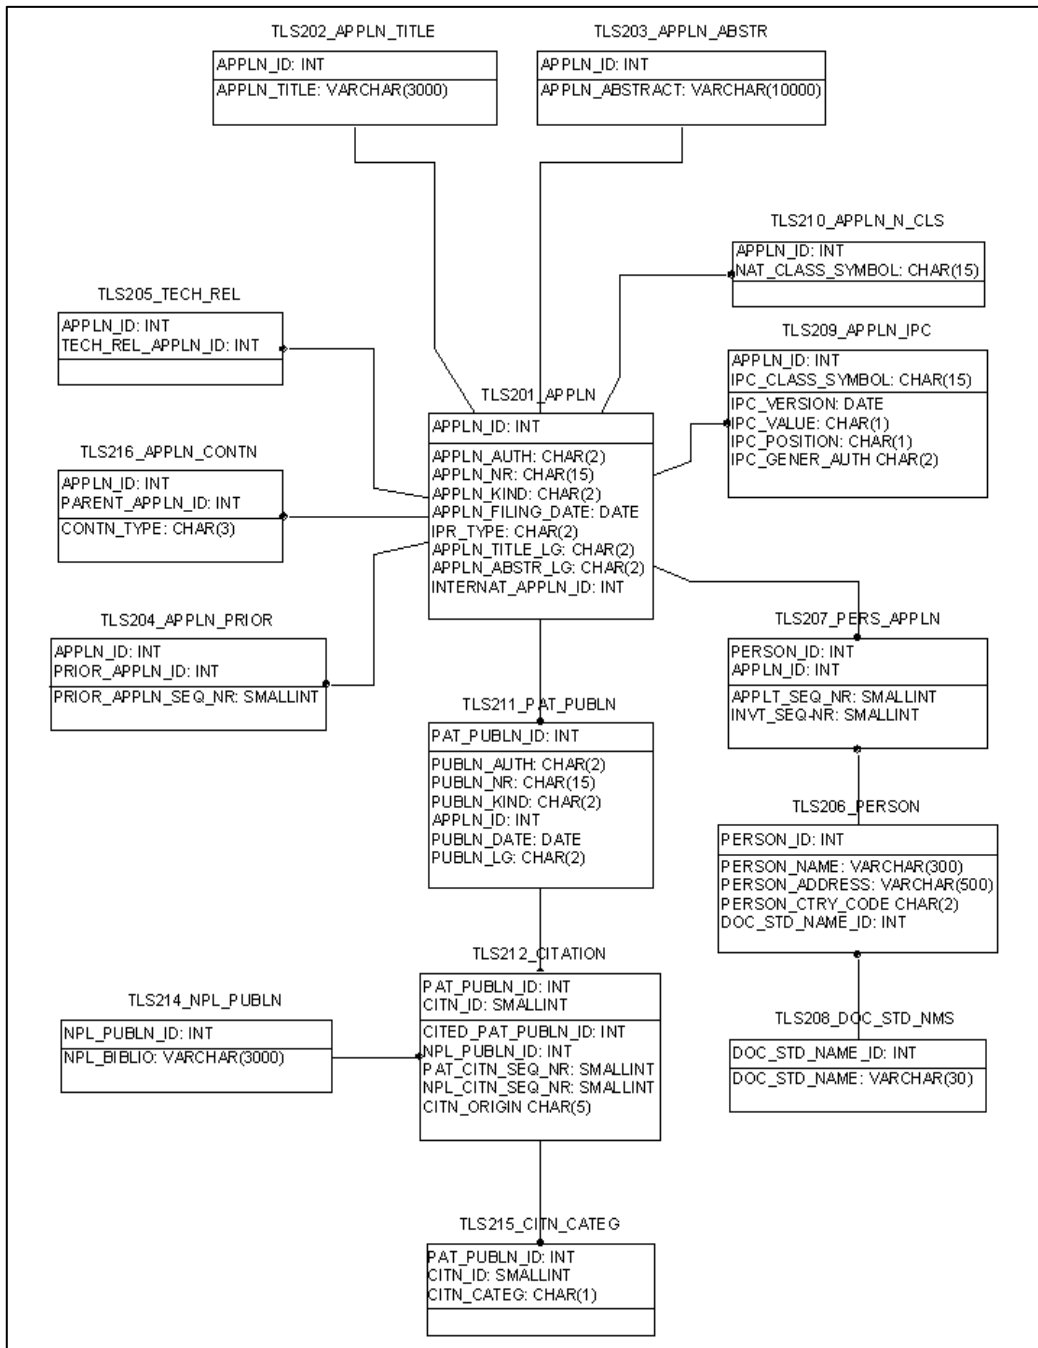 TLS202_APPLN_TITLE
APPLN_ID: INT
APPLN_TITLE: VARCHAR(3000)
TLS203_APPLN_ABSTR
APPLN_ID: INT
APPLN_ABSTRACT: VARCHAR(10000)
TLS210_APPLN_N_CLS
APPLN_ID: INT
NAT_CLASS_SYMBOL: CHAR(15)
TLS205_TECH_REL
APPLN_ID: INT
TECH_REL_APPLN_ID: INT
TLS209_APPLN_IPC
APPLN_ID: INT
IPC_CLASS_SYMBOL: CHAR(15)
IPC_VERSION: DATE
IPC_VALUE: CHAR(1)
IPC_POSITION: CHAR(1)
IPC_GENER_AUTH CHAR(2)
TLS201_APPLN
APPLN_ID: INT
APPLN_AUTH: CHAR(2)
APPLN_NR: CHAR(15)
APPLN_KIND: CHAR(2)
APPLN_FILING_DATE: DATE
IPR_TYPE: CHAR(2)
APPLN_TITLE_LG: CHAR(2)
APPLN_ABSTR_LG: CHAR(2)
INTERNAT_APPLN_ID: INT
TLS216_APPLN_CONTN
APPLN_ID: INT
PARENT_APPLN_ID: INT
CONTN_TYPE: CHAR(3)
TLS204_APPLN_PRIOR
APPLN_ID: INT
PRIOR_APPLN_ID: INT
PRIOR_APPLN_SEQ_NR: SMALLINT
TLS207_PERS_APPLN
PERSON_ID: INT
APPLN_ID: INT
APPLT_SEQ_NR: SMALLINT
INVT_SEQ-NR: SMALLINT
TLS211_PAT_PUBLN
PAT_PUBLN_ID: INT
PUBLN_AUTH: CHAR(2)
PUBLN_NR: CHAR(15)
PUBLN_KIND: CHAR(2)
APPLN_ID: INT
PUBLN_DATE: DATE
PUBLN_LG: CHAR(2)
TLS206_PERSON
PERSON_ID: INT
PERSON_NAME: VARCHAR(300)
PERSON_ADDRESS: VARCHAR(500)
PERSON_CTRY_CODE CHAR(2)
DOC_STD_NAME_ID: INT
TLS212_CITATION
PAT_PUBLN_ID: INT
CITN_ID: SMALLINT
CITED_PAT_PUBLN_ID: INT
NPL_PUBLN_ID: INT
PAT_CITN_SEQ_NR: SMALLINT
NPL_CITN_SEQ_NR: SMALLINT
CITN_ORIGIN CHAR(5)
TLS214_NPL_PUBLN
NPL_PUBLN_ID: INT
NPL_BIBLIO: VARCHAR(3000)
TLS208_DOC_STD_NMS
DOC_STD_NAME_ID: INT
DOC_STD_NAME: VARCHAR(30)
TLS215_CITN_CATEG
PAT_PUBLN_ID: INT
CITN_ID: SMALLINT
CITN_CATEG: CHAR(1)